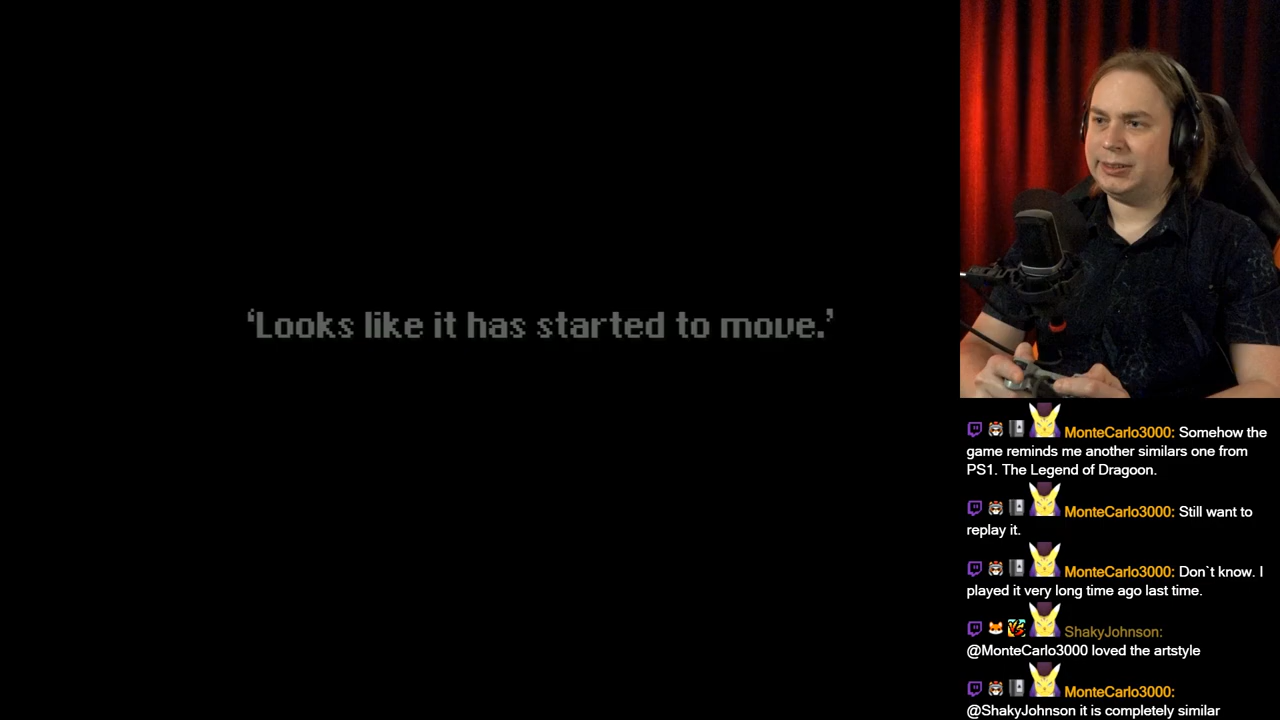 ‘Looks like it has started to move.’
MonteCarlo3000: Somehow the
game reminds me another similars one from
PS1. The Legend of Dragoon.
MonteCarlo3000: Still want to
replay it.
MonteCarlo3000: Don`t know. I
played it very long time ago last time.
ShakyJohnson:
@MonteCarlo3000 loved the artstyle
MonteCarlo3000:
@ShakyJohnson it is completely similar